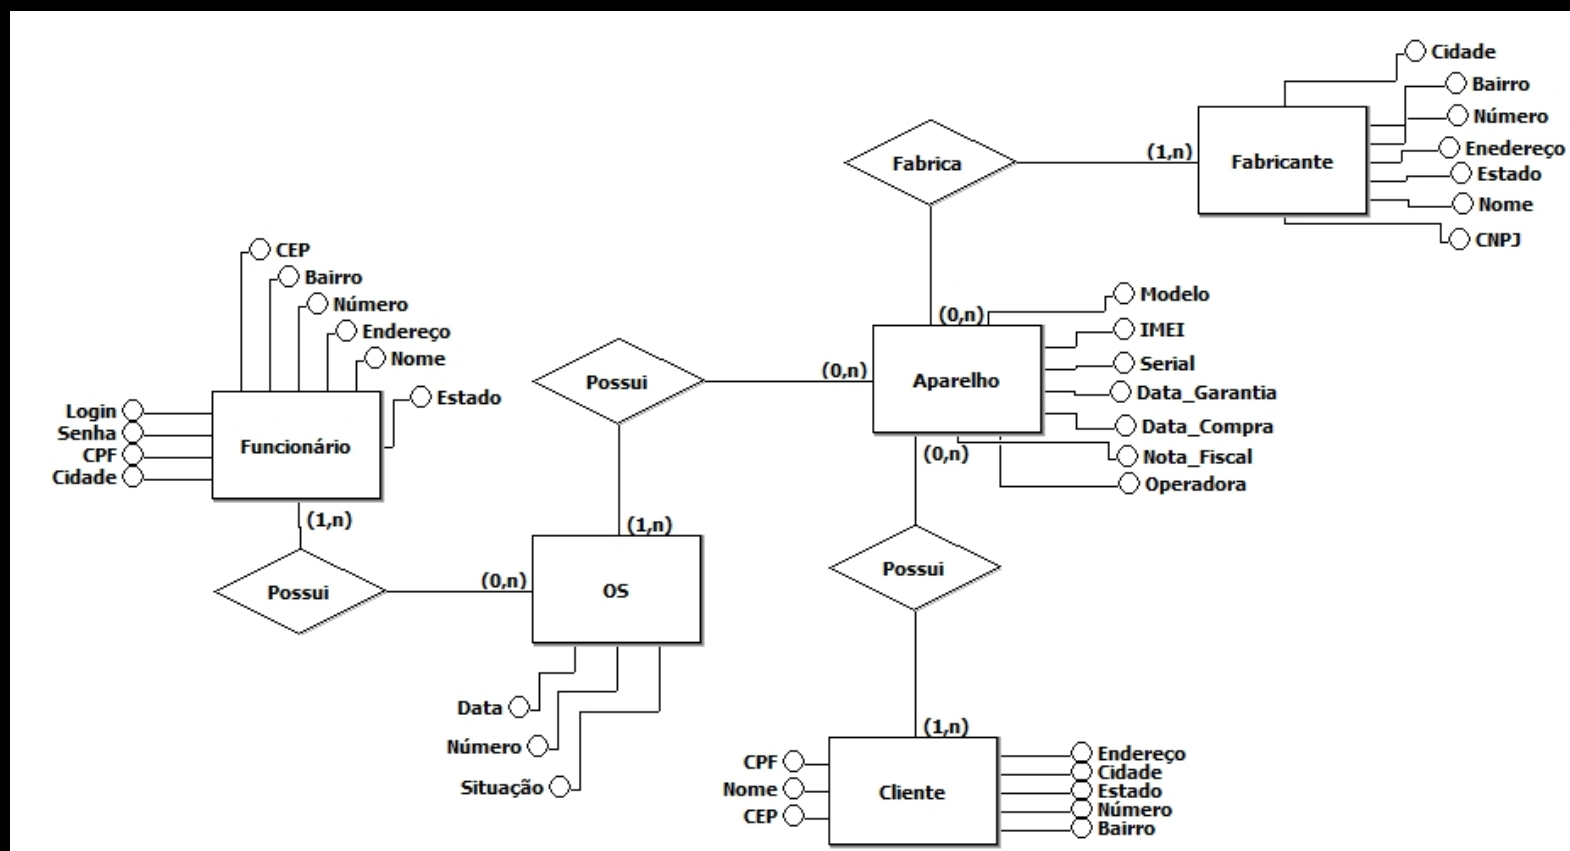 Cidade
Bairro
Número
Enedereço
Estado
Nome
CNPJ
Fabricante
(1,n)
Fabrica
(0,n)
CEP
Bairro
Número
Endereço
Nome
Estado
Login
Senha
CPF
Cidade
Funcionário
(1,n)
Possui
(0,n)
Possui
(0,n)
(1,n)
OS
Data
Número
Situação
Aparelho
Modelo
IMEI
Serial
Data_Garantia
Data_Compra
Nota_Fiscal
Operadora
(0,n)
Possui
(1,n)
CPF
Nome
CEP
Cliente
Endereço
Cidade
Estado
Número
Bairro